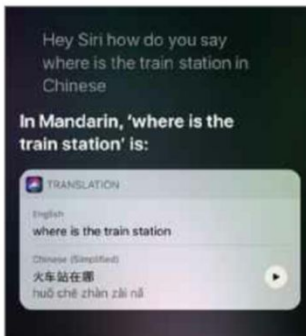 Hey Siri how do you say
where is the train station in
Chinese
In Mandarin, 'where is the
train station' is:
TRANSLATION
English
where is the train station
Chinese (Simplified)
火车站在哪
huǒ chē zhàn zài nǎ